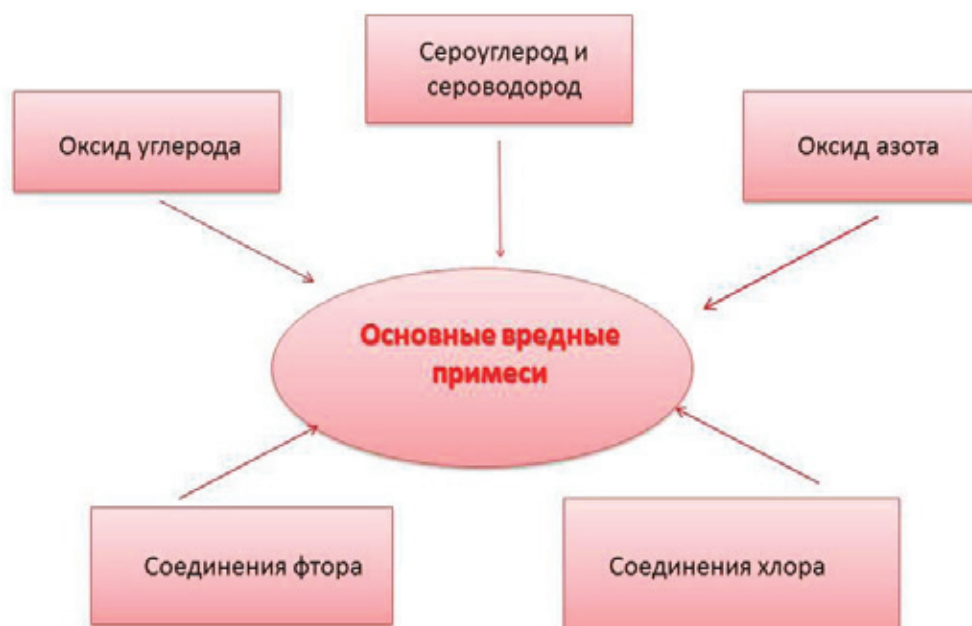 Сероуглерод и
сероводород
Оксид углерода
Оксид азота
Основные вредные
примеси
Соединения фтора
Соединения хлора